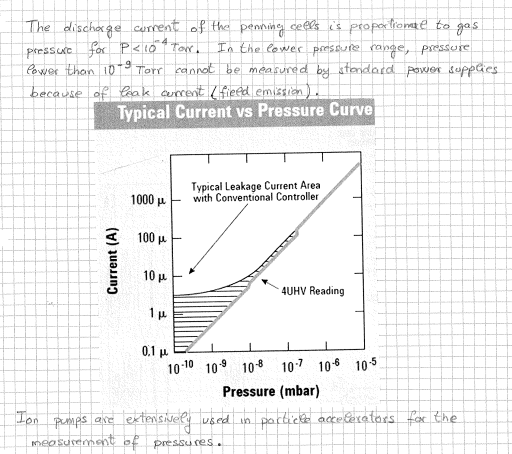 The discharge current of the penning cells is proportional to gas
pressure for P < 10⁻⁴ Torr. In the lower pressure range, pressure
lower than 10⁻⁹ Torr cannot be measured by standard power supplies
because of leak current (field emission).
Typical Current vs Pressure Curve
Typical Leakage Current Area
with Conventional Controller
1000 µ
100 µ
10 µ
1 µ
0.1 µ
Current (A)
4UHV Reading
10⁻¹⁰ 10⁻⁹ 10⁻⁸ 10⁻⁷ 10⁻⁶ 10⁻⁵
Pressure (mbar)
Ion pumps are extensively used in particle accelerators for the
measurement of pressures.